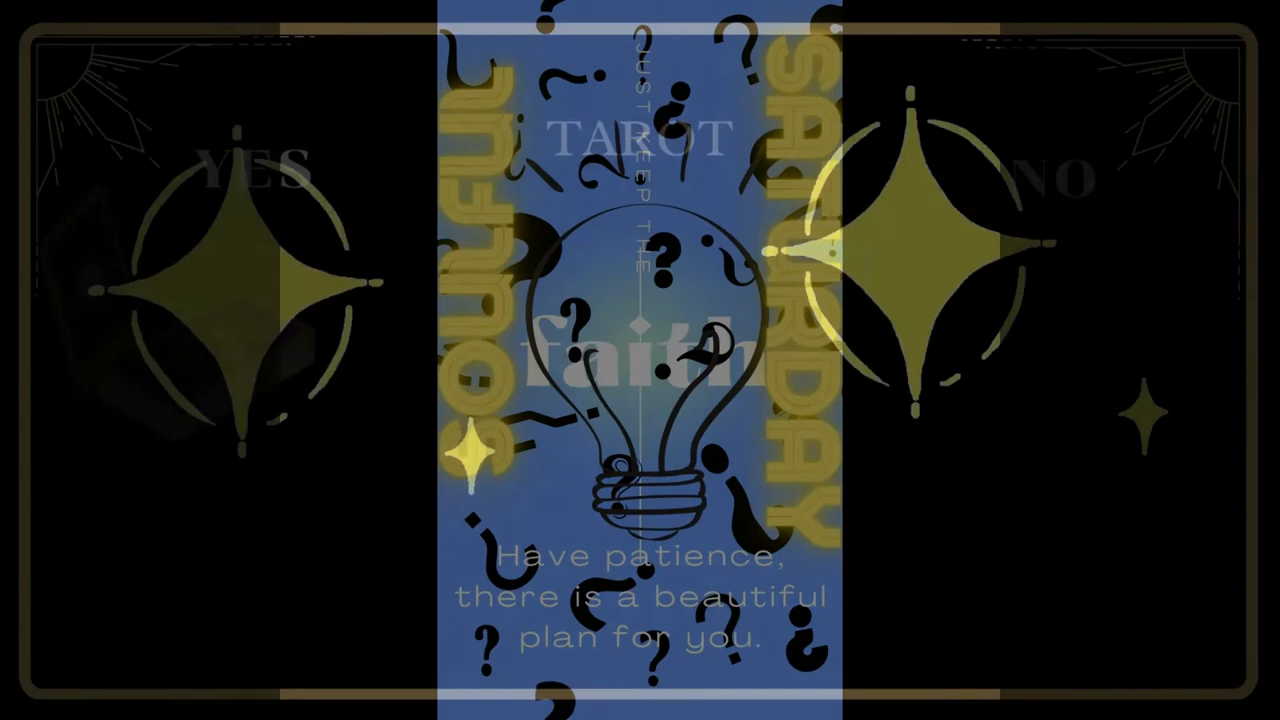 SOULFUL
SATURDAY
YES
TAROT
NO
JUST KEEP THE
faith
Have patience,
there is a beautiful
plan for you.